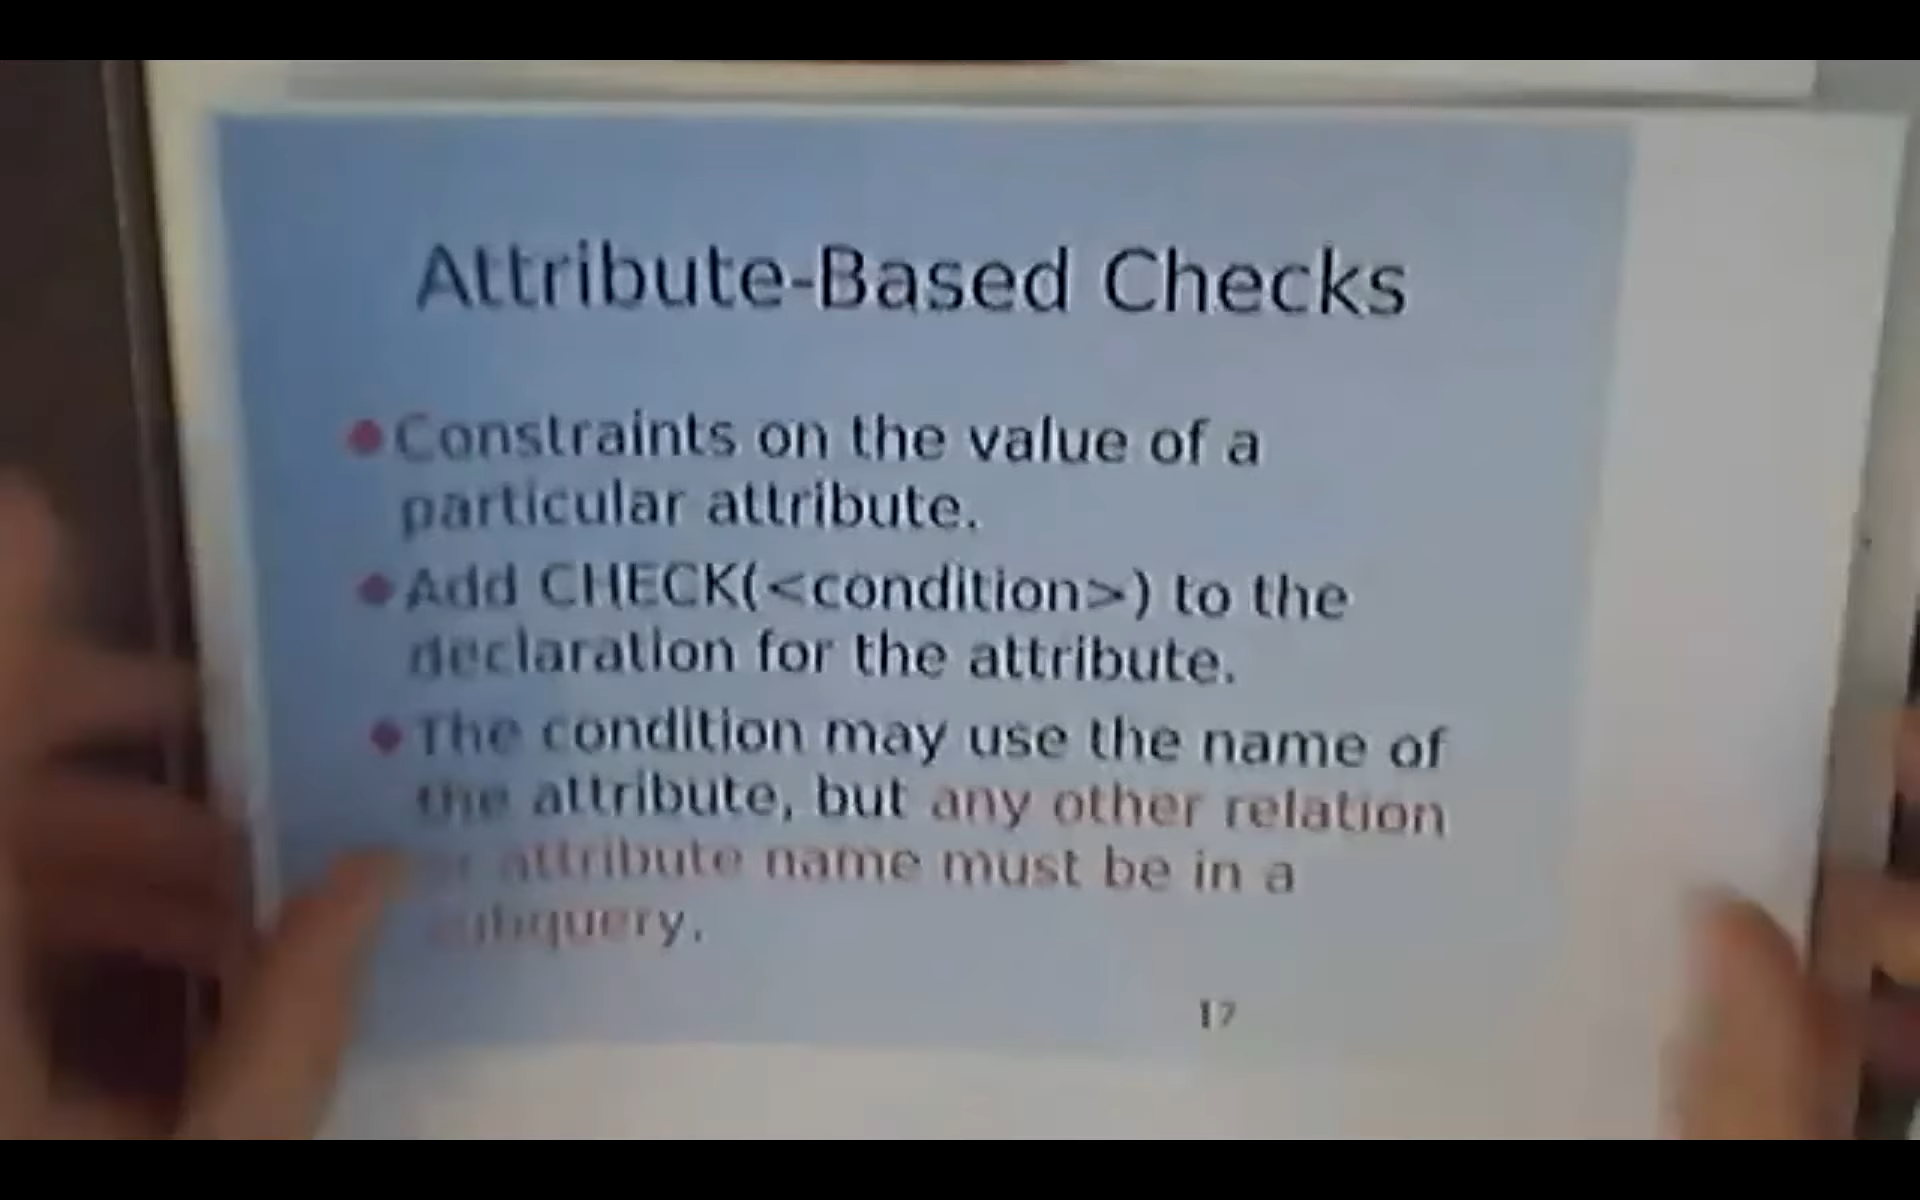 Attribute-Based Checks
Constraints on the value of a
particular attribute.
Add CHECK(<condition>) to the
declaration for the attribute.
The condition may use the name of
the attribute, but any other relation
or attribute name must be in a
subquery.
17